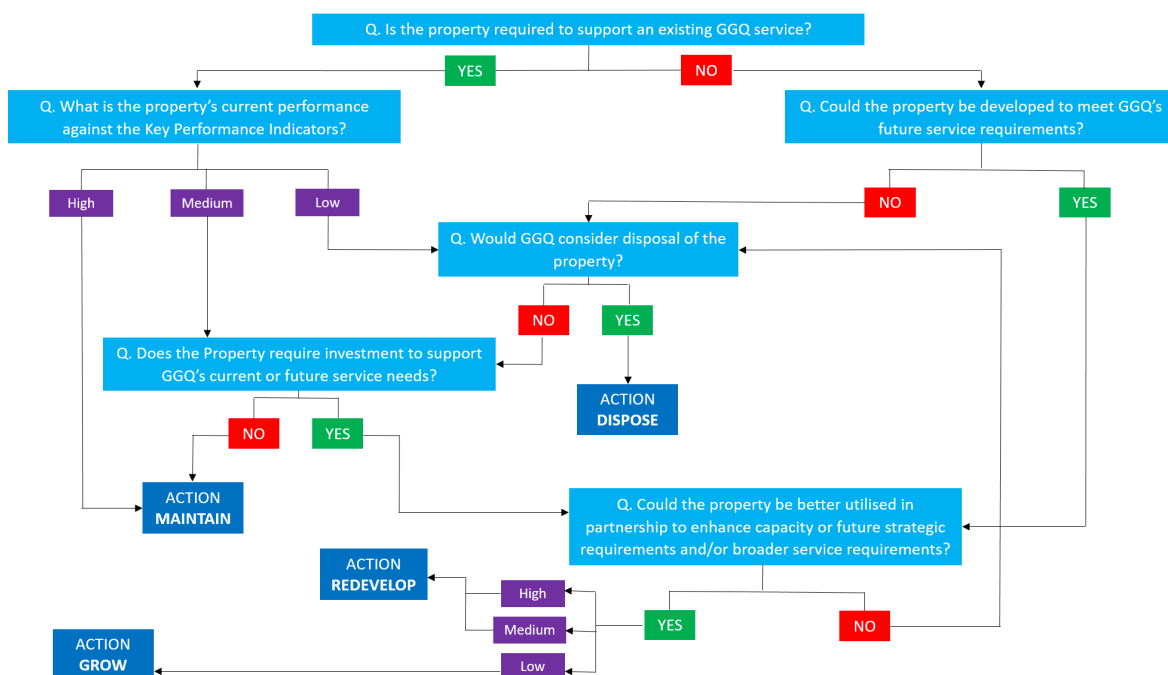 Q. Is the property required to support an existing GGQ service?
YES
NO
Q. What is the property's current performance
against the Key Performance Indicators?
Q. Could the property be developed to meet GGQ's
future service requirements?
High
Medium
Low
NO
YES
Q. Would GGQ consider disposal of the
property?
NO
YES
Q. Does the Property require investment to support
GGQ's current or future service needs?
ACTION
DISPOSE
NO
YES
ACTION
MAINTAIN
Q. Could the property be better utilised in
partnership to enhance capacity or future strategic
requirements and/or broader service requirements?
ACTION
REDEVELOP
High
Medium
Low
YES
NO
ACTION
GROW